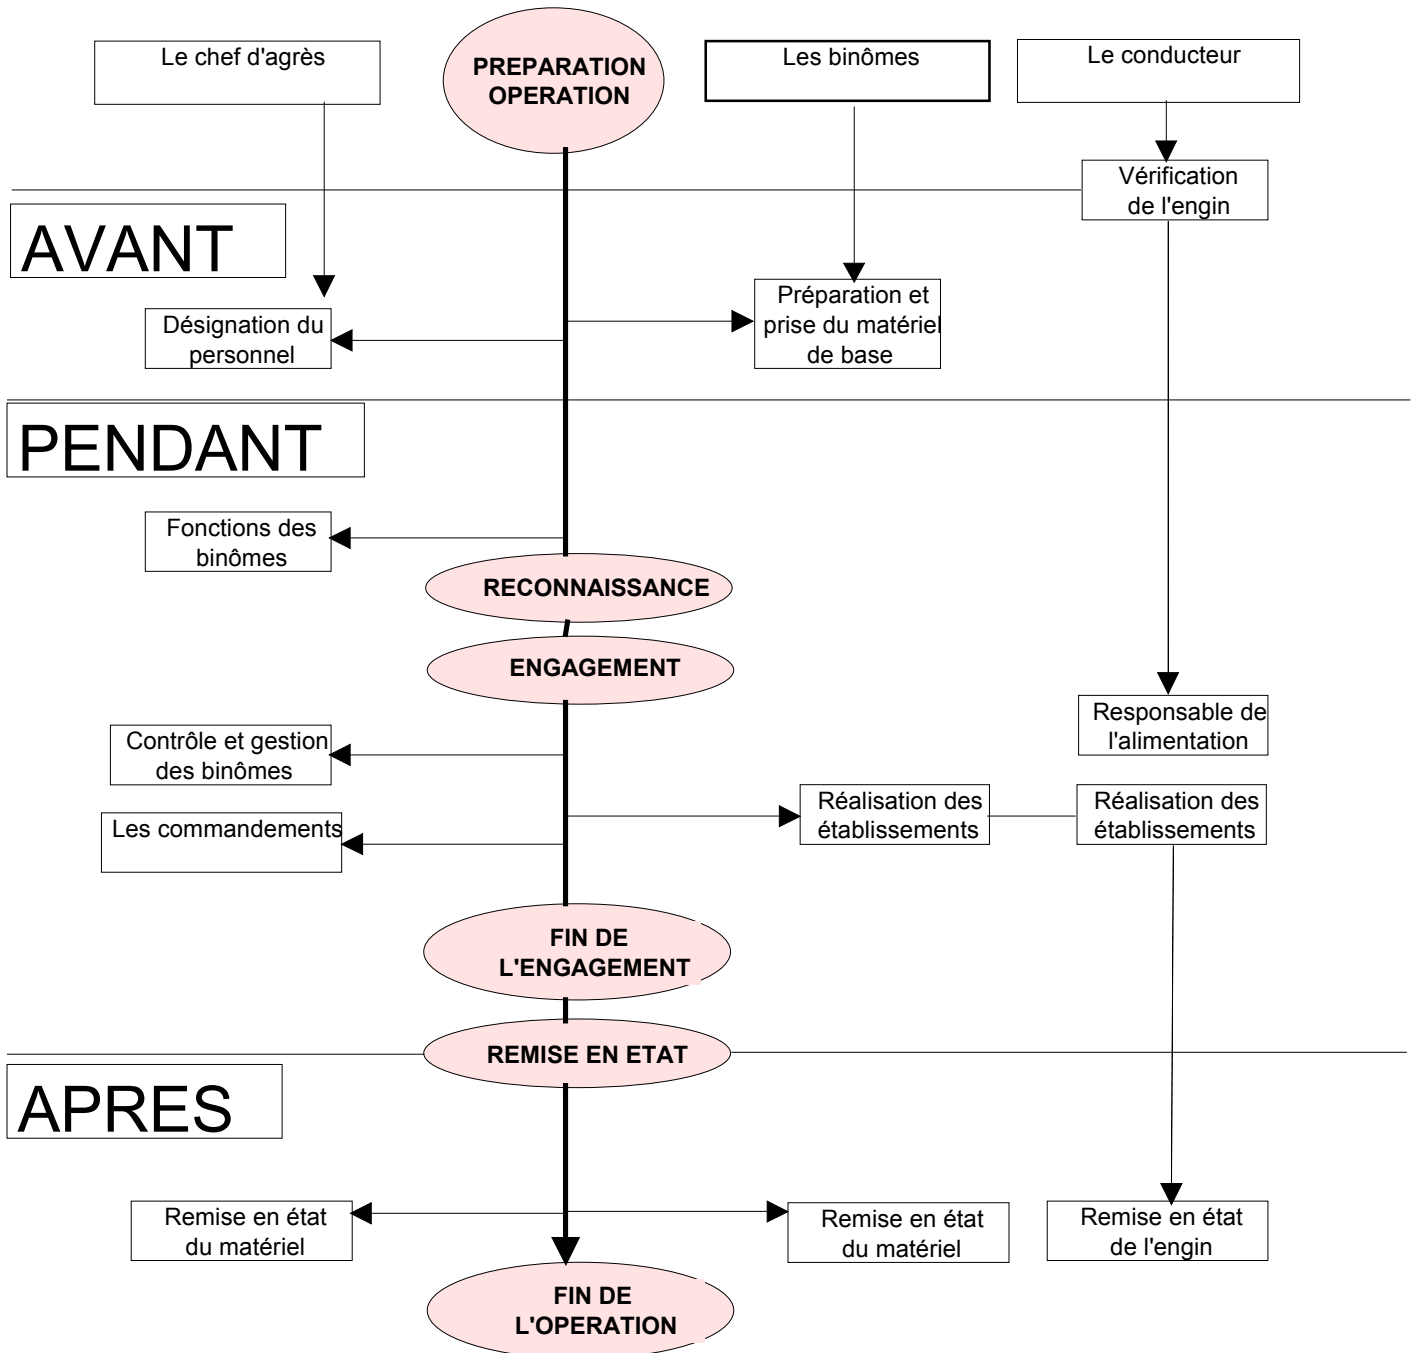 Le chef d'agrès
PREPARATION
OPERATION
Les binômes
Le conducteur
Vérification
de l'engin
AVANT
Désignation du
personnel
Préparation et
prise du matériel
de base
PENDANT
Fonctions des
binômes
RECONNAISSANCE
ENGAGEMENT
Responsable de
l'alimentation
Contrôle et gestion
des binômes
Réalisation des
établissements
Réalisation des
établissements
Les commandements
FIN DE
L'ENGAGEMENT
REMISE EN ETAT
APRES
Remise en état
du matériel
Remise en état
du matériel
Remise en état
de l'engin
FIN DE
L'OPERATION